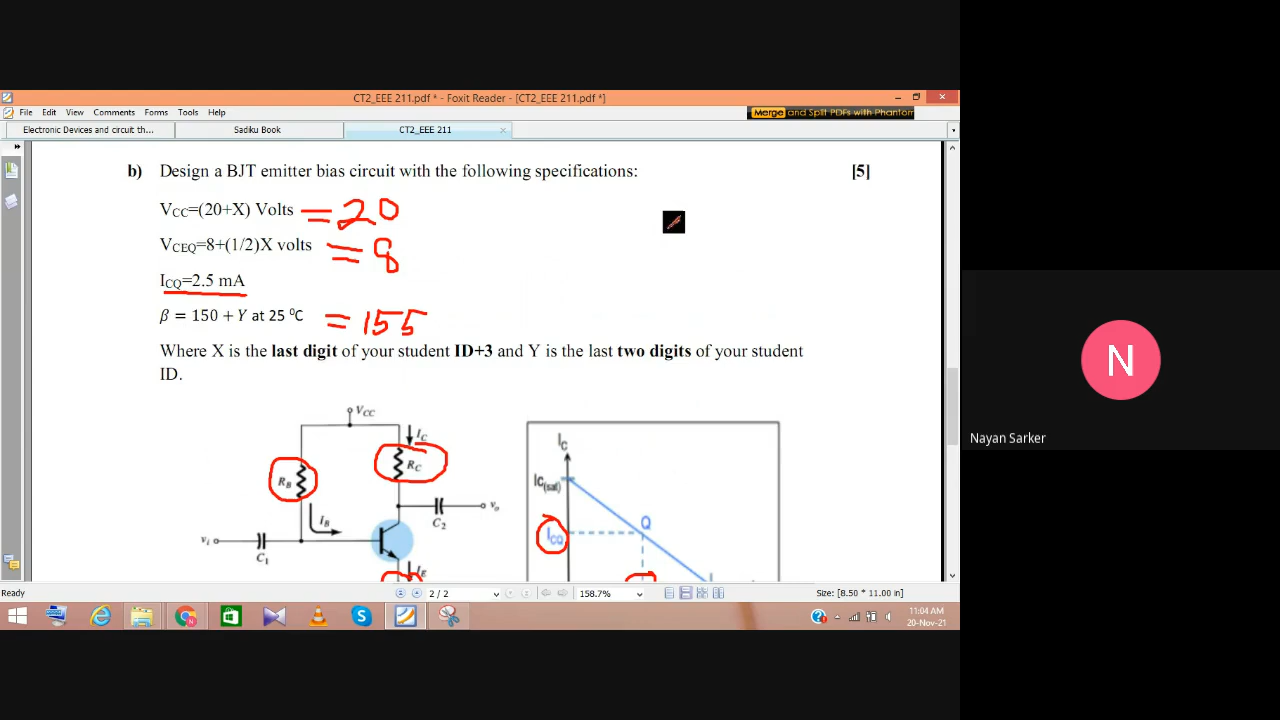 CT2_EEE 211.pdf * - Foxit Reader - [CT2_EEE 211.pdf *]
File Edit View Comments Forms Tools Help
Merge and Split PDFs with Phantom
Electronic Devices and circuit th... Sadiku Book CT2_EEE 211
b) Design a BJT emitter bias circuit with the following specifications: [5]
VCC=(20+X) Volts = 20
VCEQ=8+(1/2)X volts = 8
ICQ=2.5 mA
β = 150 + Y at 25 ⁰C = 155
Where X is the last digit of your student ID+3 and Y is the last two digits of your student
ID.
VCC
IC
RB RC
IB
C2 vo
vi C1
IE
IC
IC(sat)
Q
ICQ
N
Nayan Sarker
Ready 2 / 2 158.7% Size: [8.50 * 11.00 in]
11:04 AM
20-Nov-21